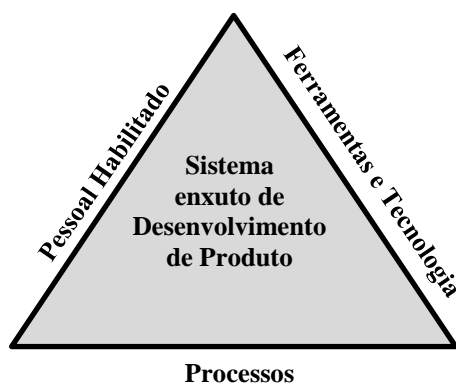 Pessoal Habilitado
Ferramentas e Tecnologia
Sistema
enxuto de
Desenvolvimento
de Produto
Processos